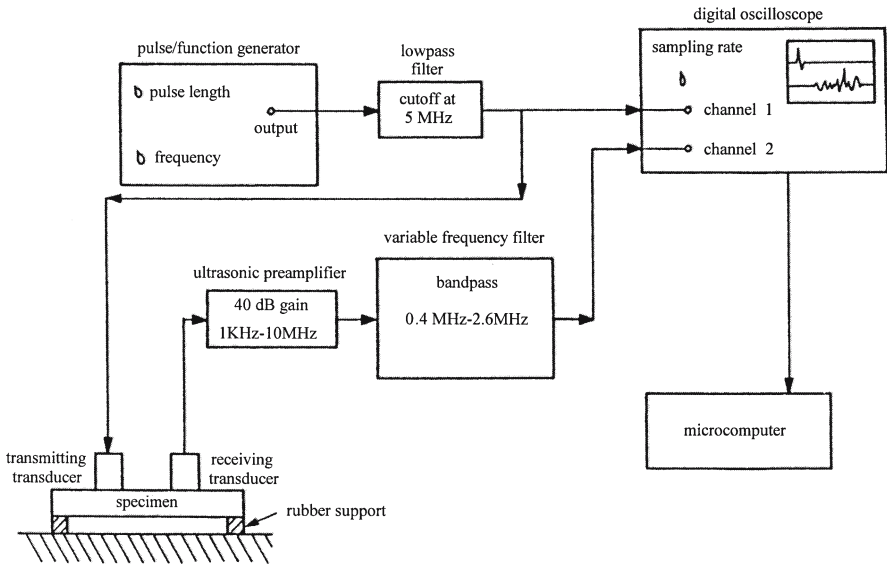 digital oscilloscope
pulse/function generator
lowpass
filter
sampling rate
pulse length
cutoff at
5 MHz
output
channel 1
frequency
channel 2
variable frequency filter
ultrasonic preamplifier
bandpass
40 dB gain
1KHz-10MHz
0.4 MHz-2.6MHz
microcomputer
transmitting
transducer
receiving
transducer
specimen
rubber support